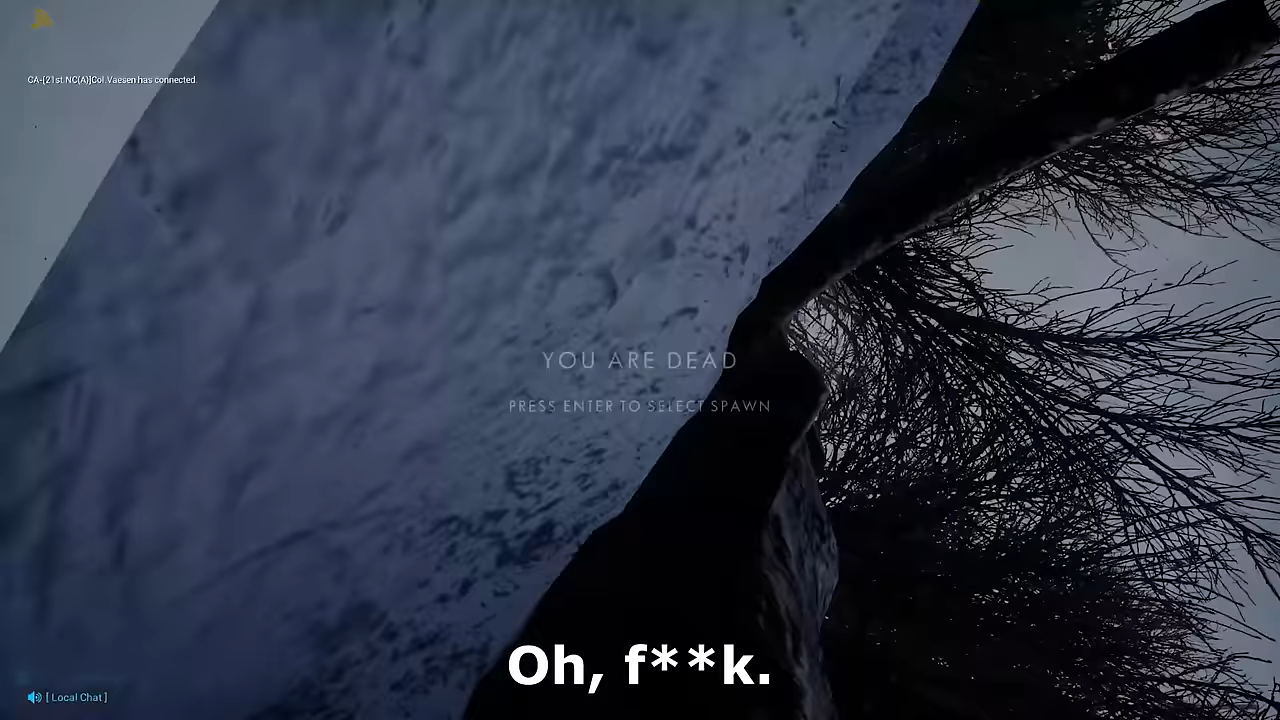 CA-[21st.NC(A)]Col.Vaesen has connected.
YOU ARE DEAD
PRESS ENTER TO SELECT SPAWN
Oh, f**k.
[ Local Chat ]